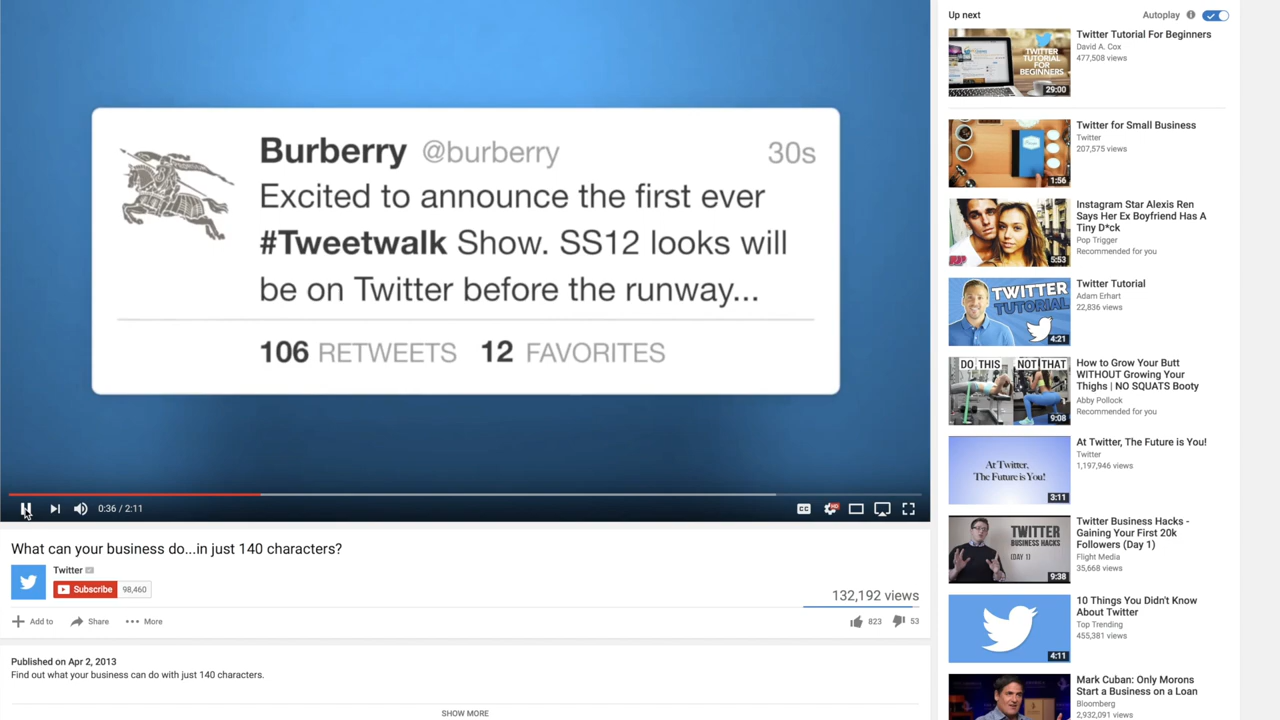 Burberry @burberry 30s
Excited to announce the first ever
#Tweetwalk Show. SS12 looks will
be on Twitter before the runway...
106 RETWEETS 12 FAVORITES
0:36 / 2:11
CC
HD
What can your business do...in just 140 characters?
Twitter
Subscribe 98,460
132,192 views
Add to Share More
823 53
Published on Apr 2, 2013
Find out what your business can do with just 140 characters.
SHOW MORE
Up next Autoplay
TWITTER
TUTORIAL
FOR
BEGINNERS
29:00
Twitter Tutorial For Beginners
David A. Cox
477,508 views
1:56
Twitter for Small Business
Twitter
207,575 views
5:53
Instagram Star Alexis Ren
Says Her Ex Boyfriend Has A
Tiny D*ck
Pop Trigger
Recommended for you
TWITTER
TUTORIAL
4:21
Twitter Tutorial
Adam Erhart
22,836 views
DO THIS NOT THAT
9:08
How to Grow Your Butt
WITHOUT Growing Your
Thighs | NO SQUATS Booty
Abby Pollock
Recommended for you
At Twitter,
The Future is You!
3:11
At Twitter, The Future is You!
Twitter
1,197,946 views
TWITTER
BUSINESS HACKS
(DAY 1)
9:38
Twitter Business Hacks -
Gaining Your First 20k
Followers (Day 1)
Flight Media
35,668 views
4:11
10 Things You Didn't Know
About Twitter
Top Trending
455,381 views
Mark Cuban: Only Morons
Start a Business on a Loan
Bloomberg
2,932,091 views